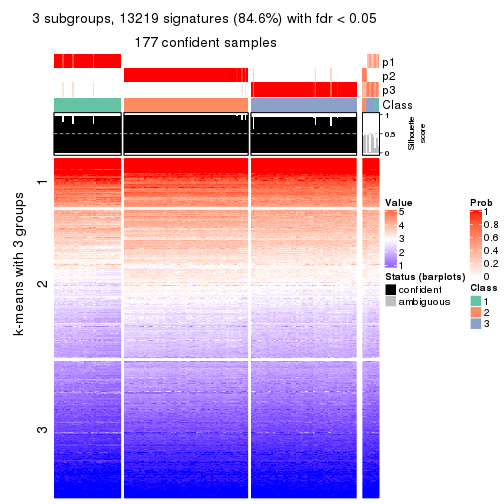 3 subgroups, 13219 signatures (84.6%) with fdr < 0.05
177 confident samples
p1
p2
p3
Class
1
0.5
0
Silhouette
score
k-means with 3 groups
1
2
3
Value
5
4
3
2
1
Status (barplots)
confident
ambiguous
Prob
1
0.8
0.6
0.4
0.2
0
Class
1
2
3